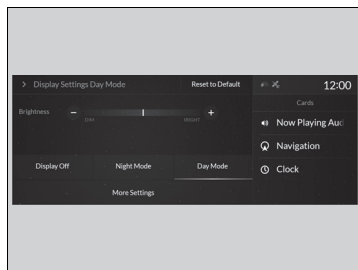 > Display Settings Day Mode
Reset to Default
12:00
Brightness
−
+
DIM
BRIGHT
Cards
Now Playing Aud
Navigation
Clock
Display Off
Night Mode
Day Mode
More Settings